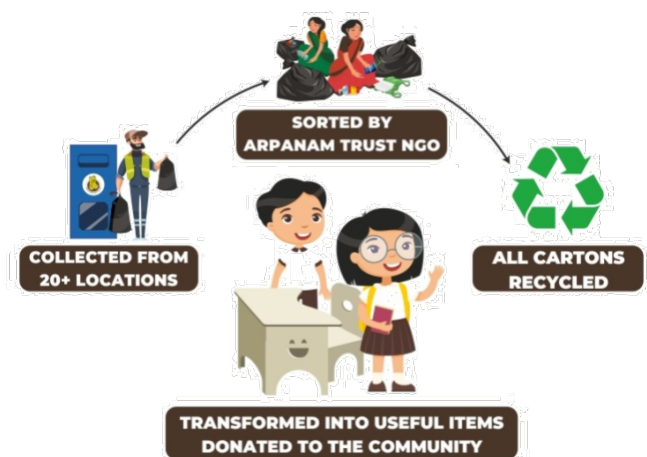 COLLECTED FROM
20+ LOCATIONS
SORTED BY
ARPANAM TRUST NGO
ALL CARTONS
RECYCLED
TRANSFORMED INTO USEFUL ITEMS
DONATED TO THE COMMUNITY